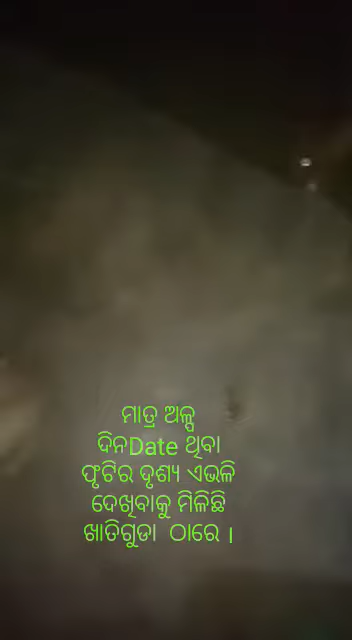 ମାତ୍ର ଅଳ୍ପ
ଦିନDate ଥିବା
ଫୃଟିର ଦୃଶ୍ୟ ଏଭଳି
ଦେଖିବାକୁ ମିଳିଛି
ଖାତିଗୁଡା ଠାରେ ।